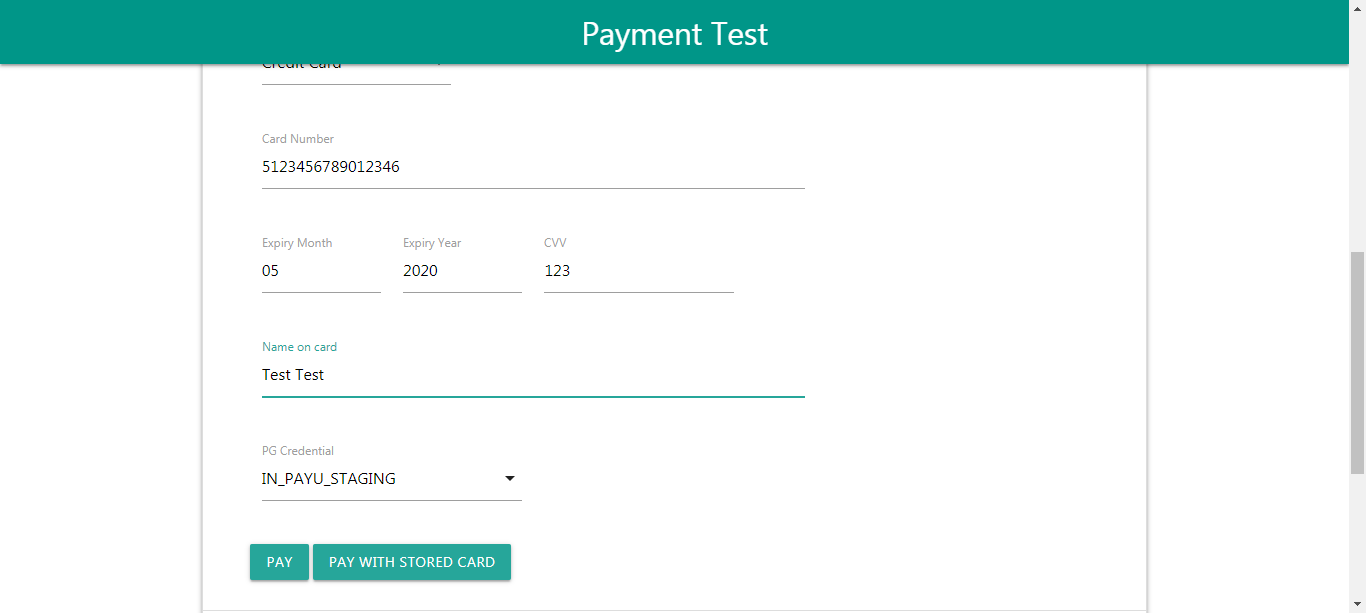 Payment Test
Credit Card
Card Number
5123456789012346
Expiry Month Expiry Year CVV
05 2020 123
Name on card
Test Test
PG Credential
IN_PAYU_STAGING
PAY PAY WITH STORED CARD